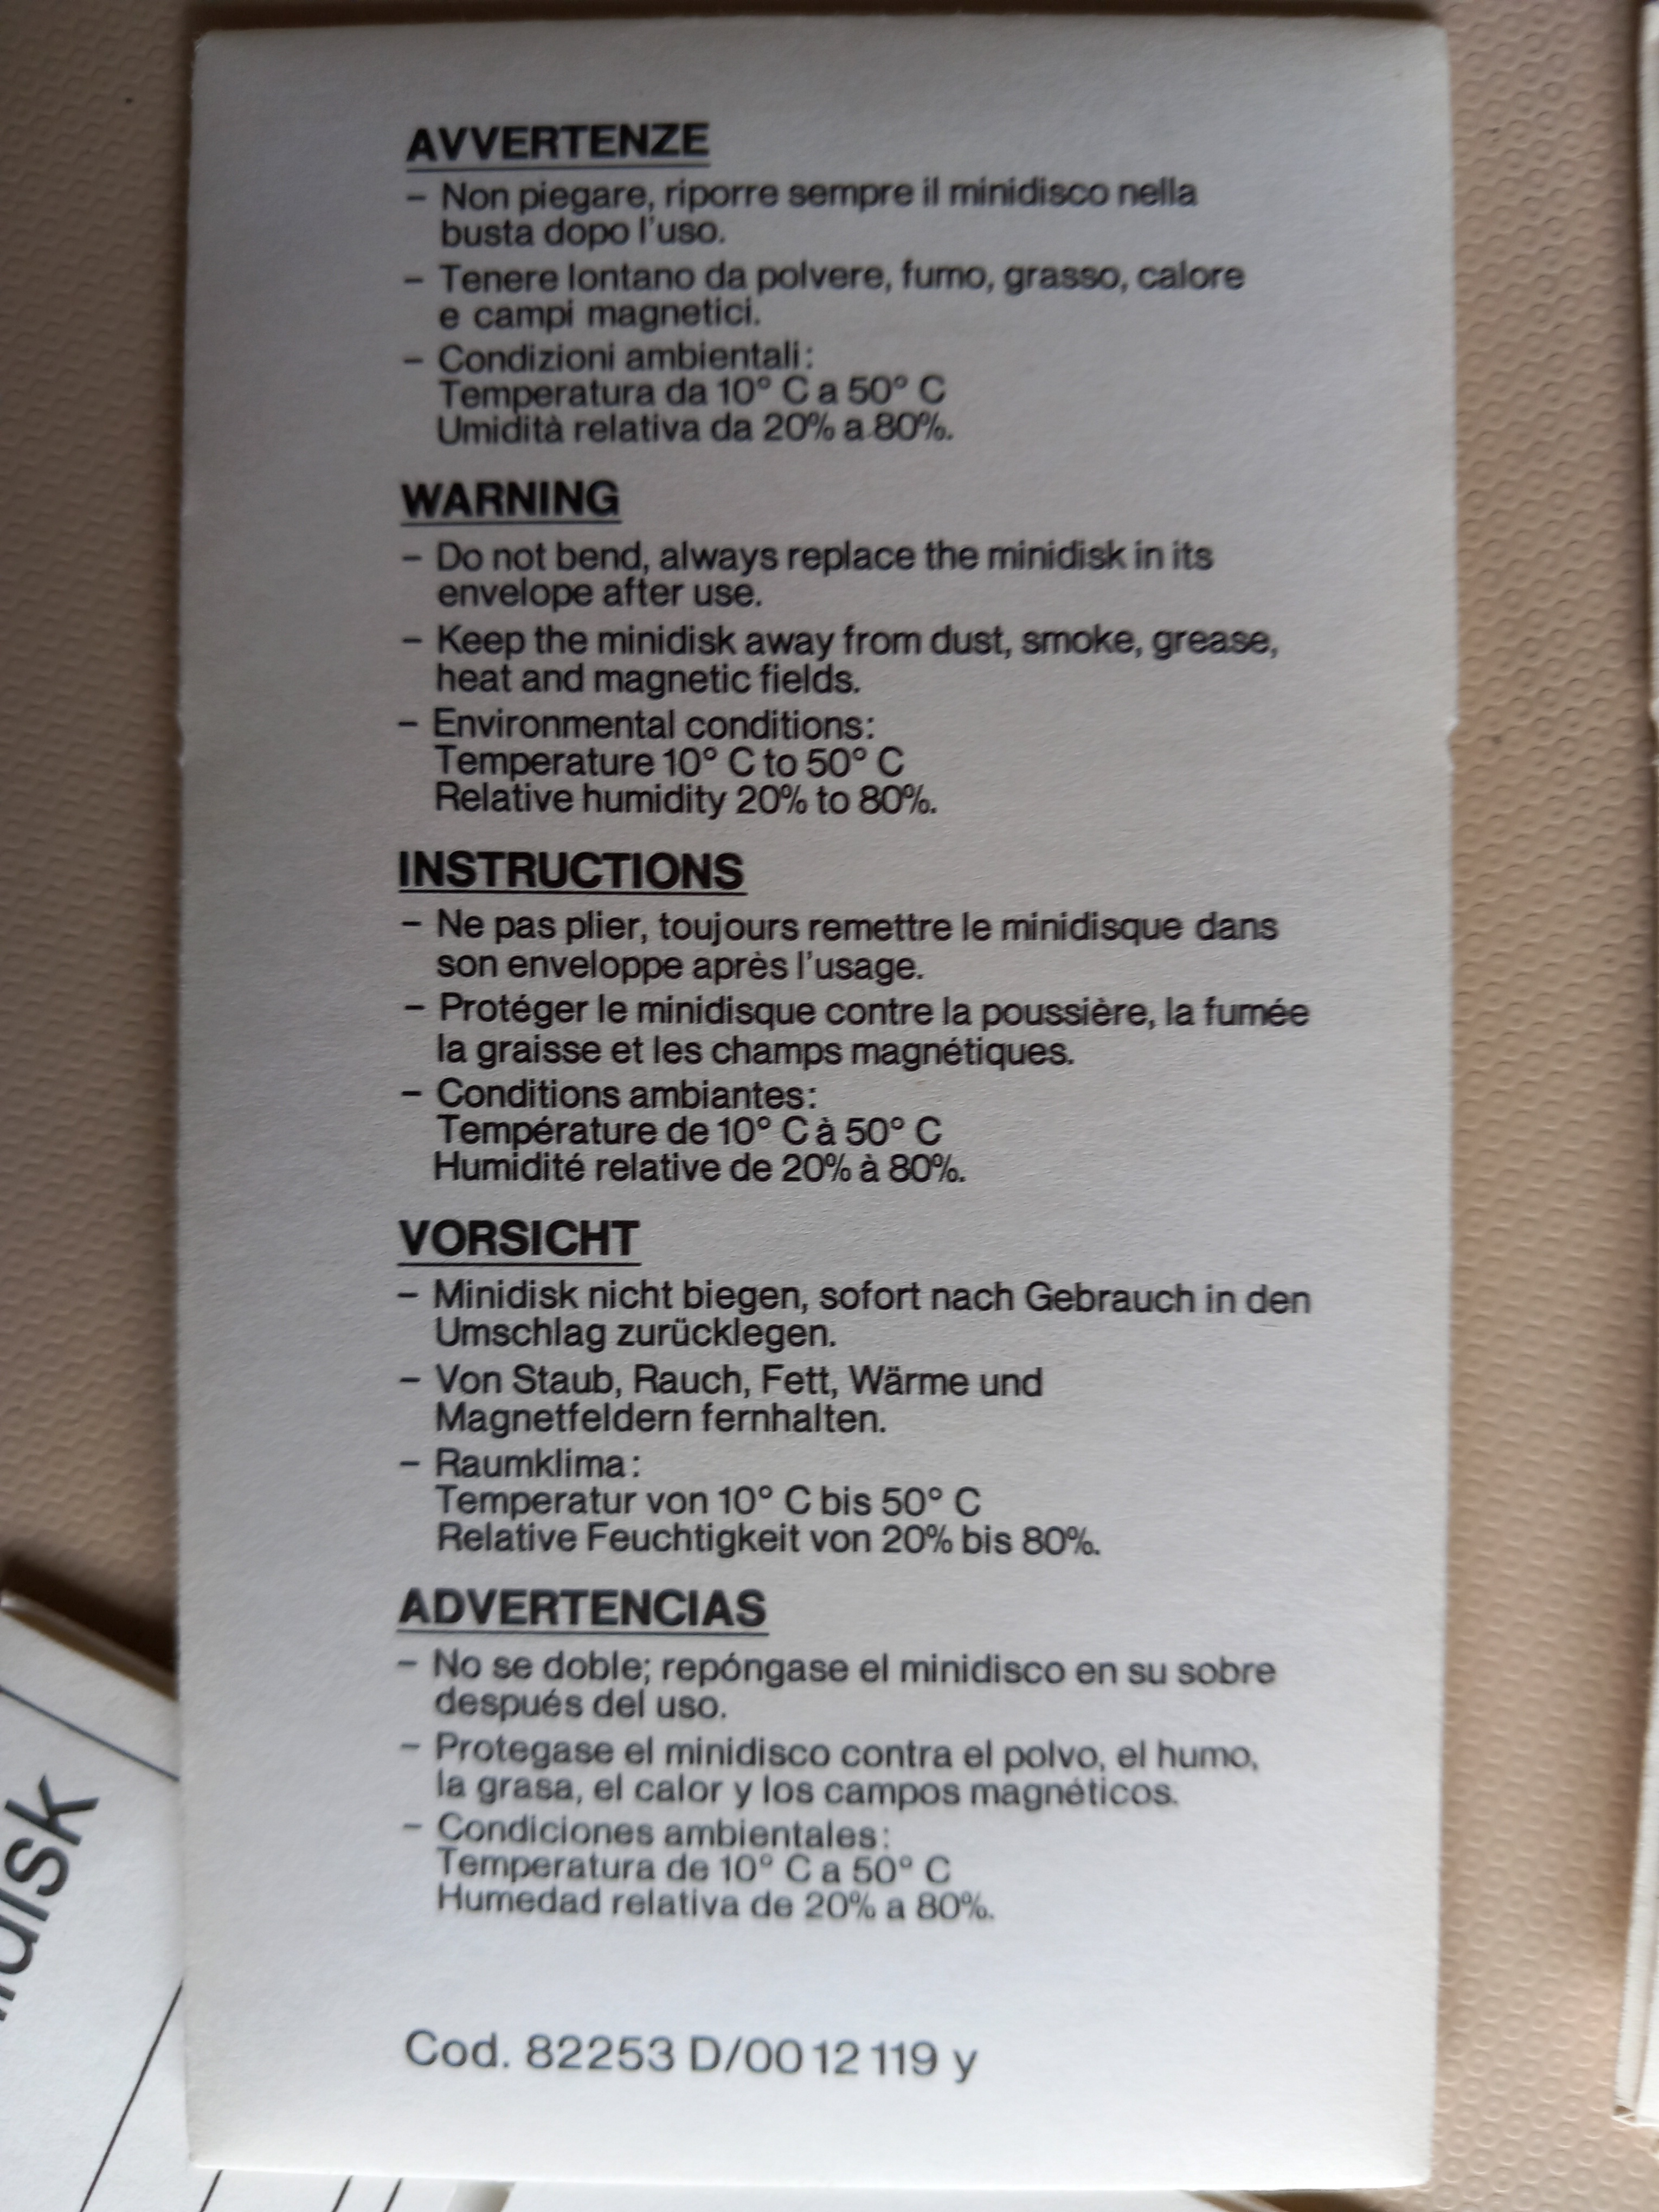 AVVERTENZE
– Non piegare, riporre sempre il minidisco nella
busta dopo l'uso.
– Tenere lontano da polvere, fumo, grasso, calore
e campi magnetici.
– Condizioni ambientali:
Temperatura da 10° C a 50° C
Umidità relativa da 20% a 80%.
WARNING
– Do not bend, always replace the minidisk in its
envelope after use.
– Keep the minidisk away from dust, smoke, grease,
heat and magnetic fields.
– Environmental conditions:
Temperature 10° C to 50° C
Relative humidity 20% to 80%.
INSTRUCTIONS
– Ne pas plier, toujours remettre le minidisque dans
son enveloppe après l'usage.
– Protéger le minidisque contre la poussière, la fumée
la graisse et les champs magnétiques.
– Conditions ambiantes:
Température de 10° C à 50° C
Humidité relative de 20% à 80%.
VORSICHT
– Minidisk nicht biegen, sofort nach Gebrauch in den
Umschlag zurücklegen.
– Von Staub, Rauch, Fett, Wärme und
Magnetfeldern fernhalten.
– Raumklima:
Temperatur von 10° C bis 50° C
Relative Feuchtigkeit von 20% bis 80%.
ADVERTENCIAS
– No se doble; repóngase el minidisco en su sobre
después del uso.
– Protegase el minidisco contra el polvo, el humo,
la grasa, el calor y los campos magnéticos.
– Condiciones ambientales:
Temperatura de 10° C a 50° C
Humedad relativa de 20% a 80%.
Cod. 82253 D/0012119 y